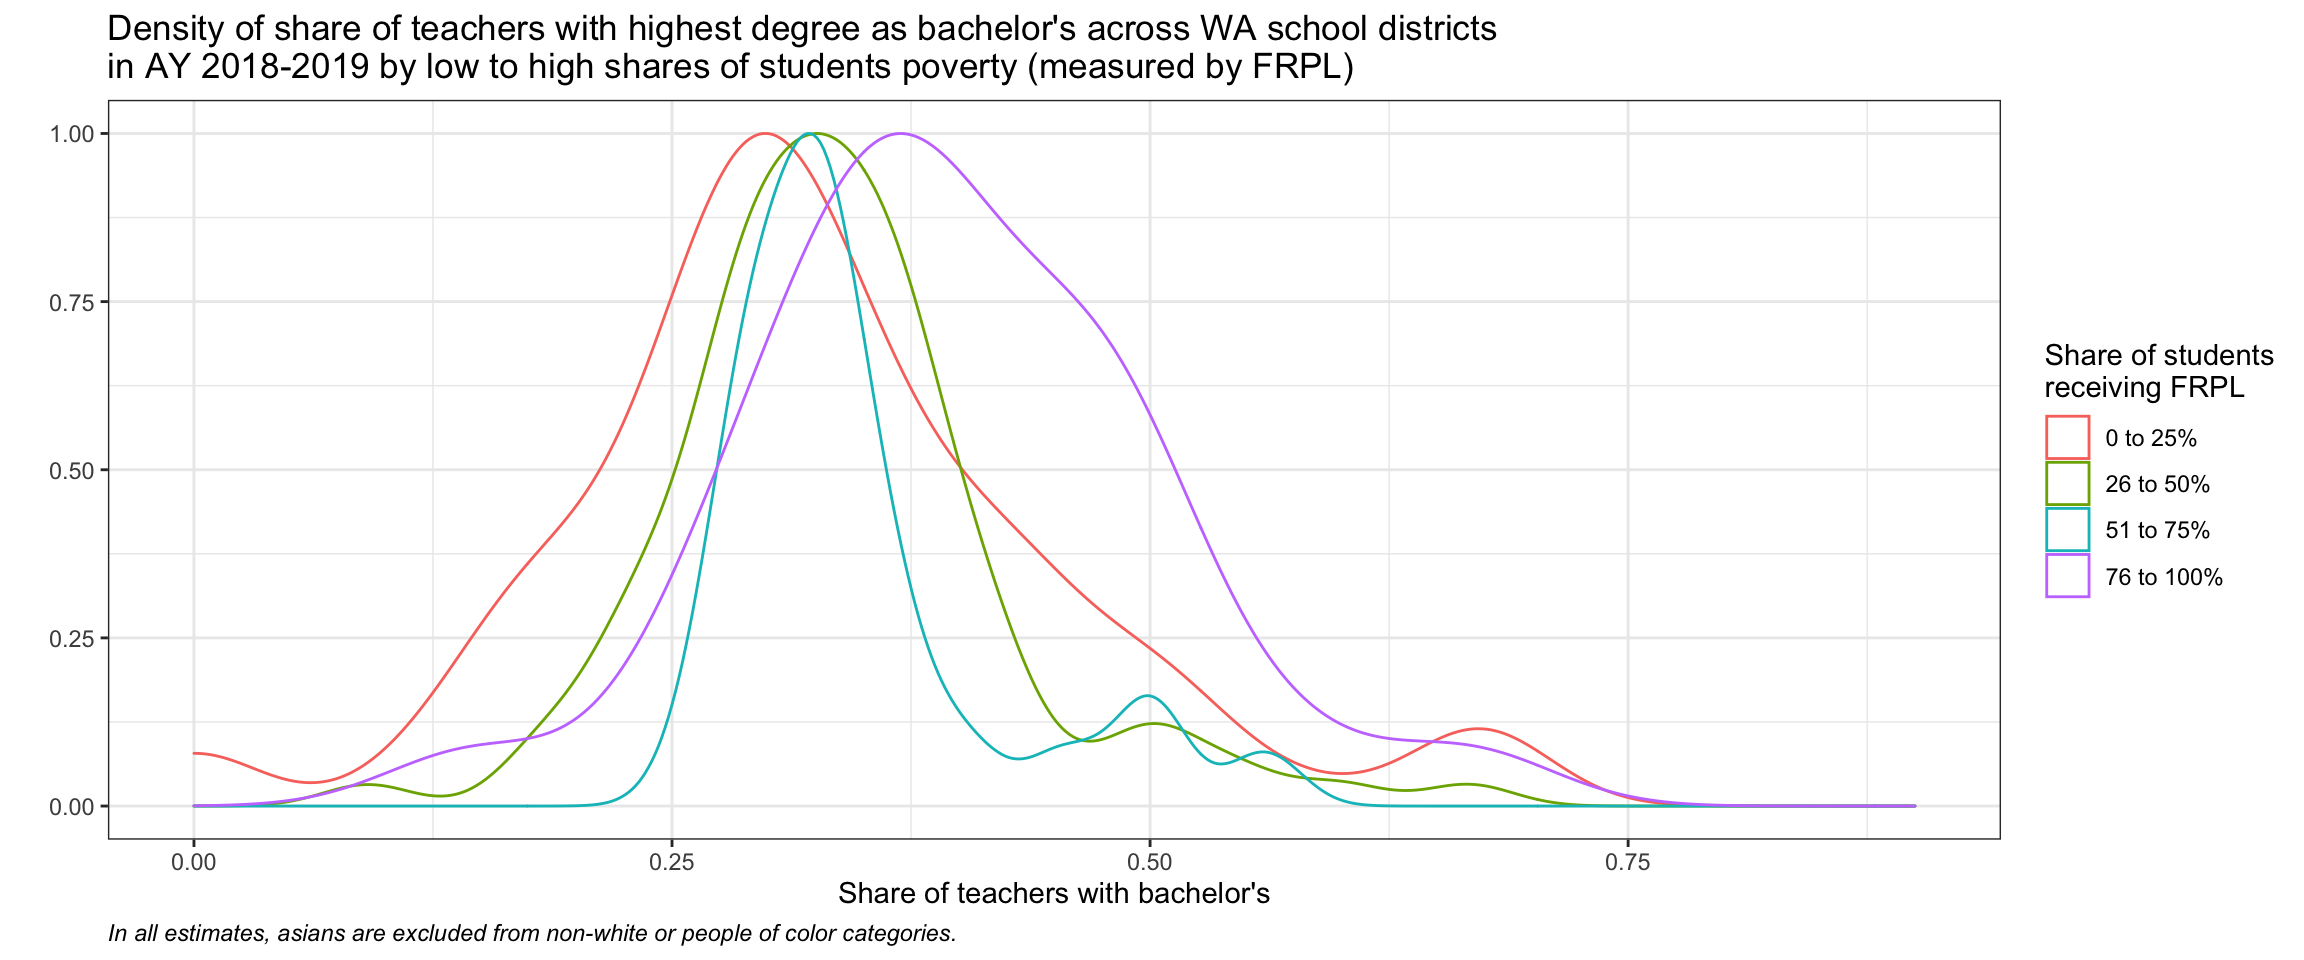 Density of share of teachers with highest degree as bachelor's across WA school districts
in AY 2018-2019 by low to high shares of students poverty (measured by FRPL)
1.00
0.75
0.50
0.25
0.00
0.00 0.25 0.50 0.75
Share of teachers with bachelor's
In all estimates, asians are excluded from non-white or people of color categories.
Share of students
receiving FRPL
0 to 25%
26 to 50%
51 to 75%
76 to 100%